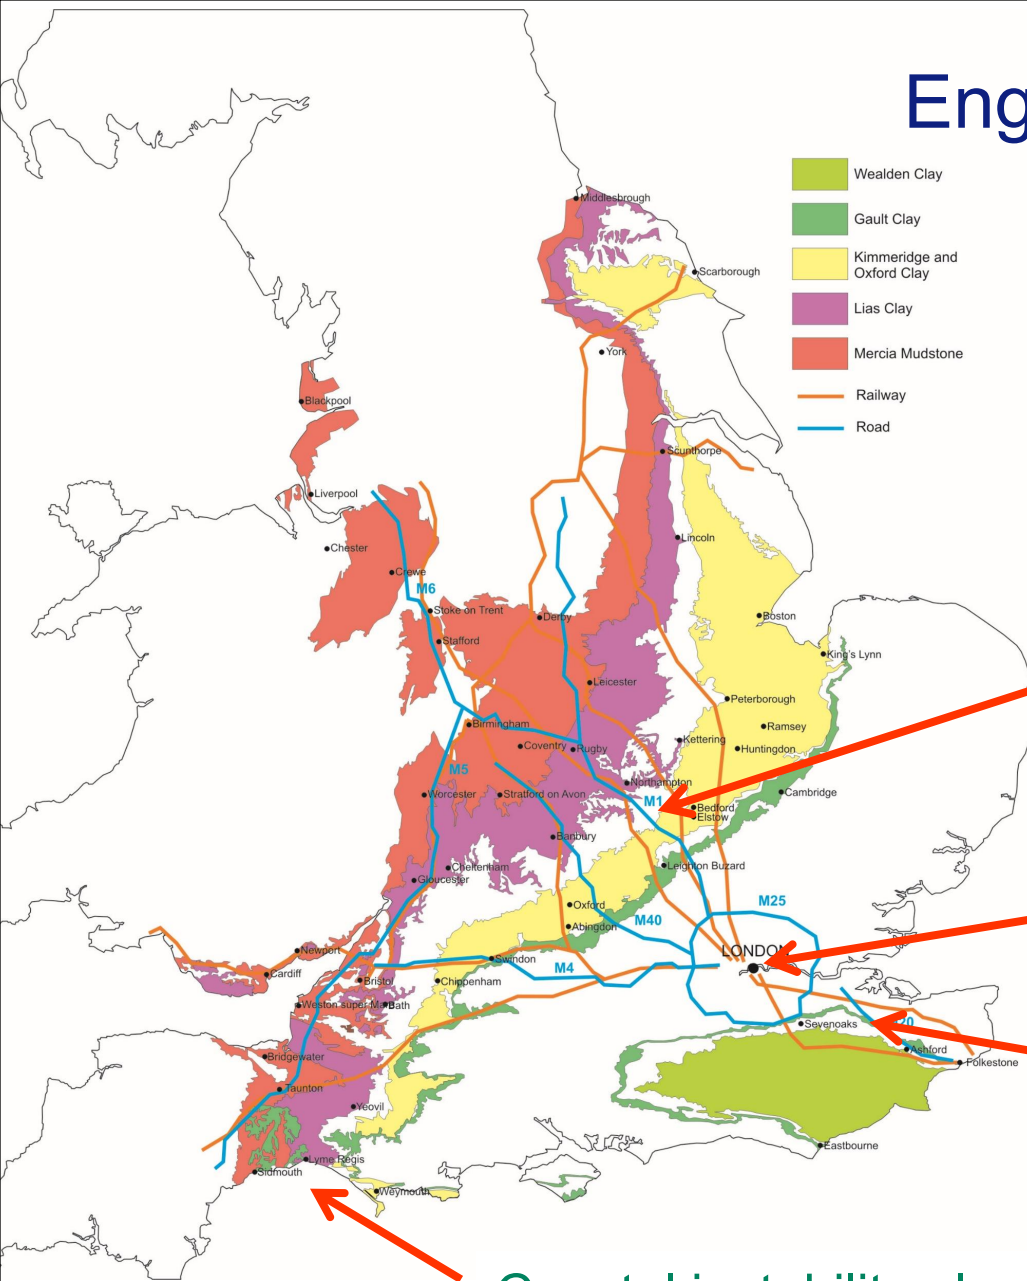 Eng
Wealden Clay
Gault Clay
Kimmeridge and
Oxford Clay
Lias Clay
Mercia Mudstone
Railway
Road
Middlesbrough
Scarborough
York
Blackpool
Scunthorpe
Liverpool
Lincoln
Chester
Crewe
M6
Stoke on Trent
Derby
Boston
Stafford
King's Lynn
Leicester
Peterborough
Birmingham
Ramsey
Kettering
Coventry
Rugby
Huntingdon
M5
Northampton
Worcester
Stratford on Avon
M1
Cambridge
Bedford
Elstow
Banbury
Cheltenham
Leighton Buzard
Gloucester
Oxford
M25
M40
Abingdon
Newport
LONDON
Swindon
Cardiff
M4
Bristol
Chippenham
Weston super Mare
Bath
Sevenoaks
20
Ashford
Bridgewater
Folkestone
Taunton
Yeovil
Eastbourne
Lyme Regis
Sidmouth
Weymouth